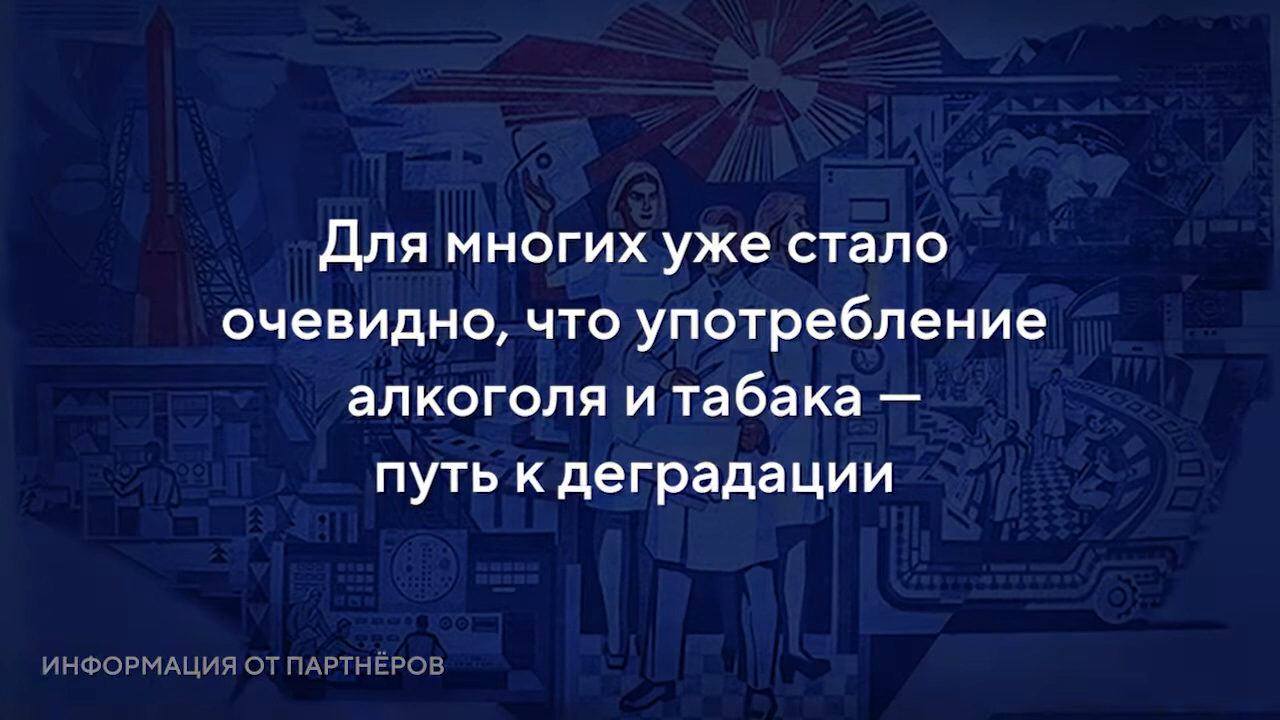 Для многих уже стало
очевидно, что употребление
алкоголя и табака —
путь к деградации
ИНФОРМАЦИЯ ОТ ПАРТНЁРОВ